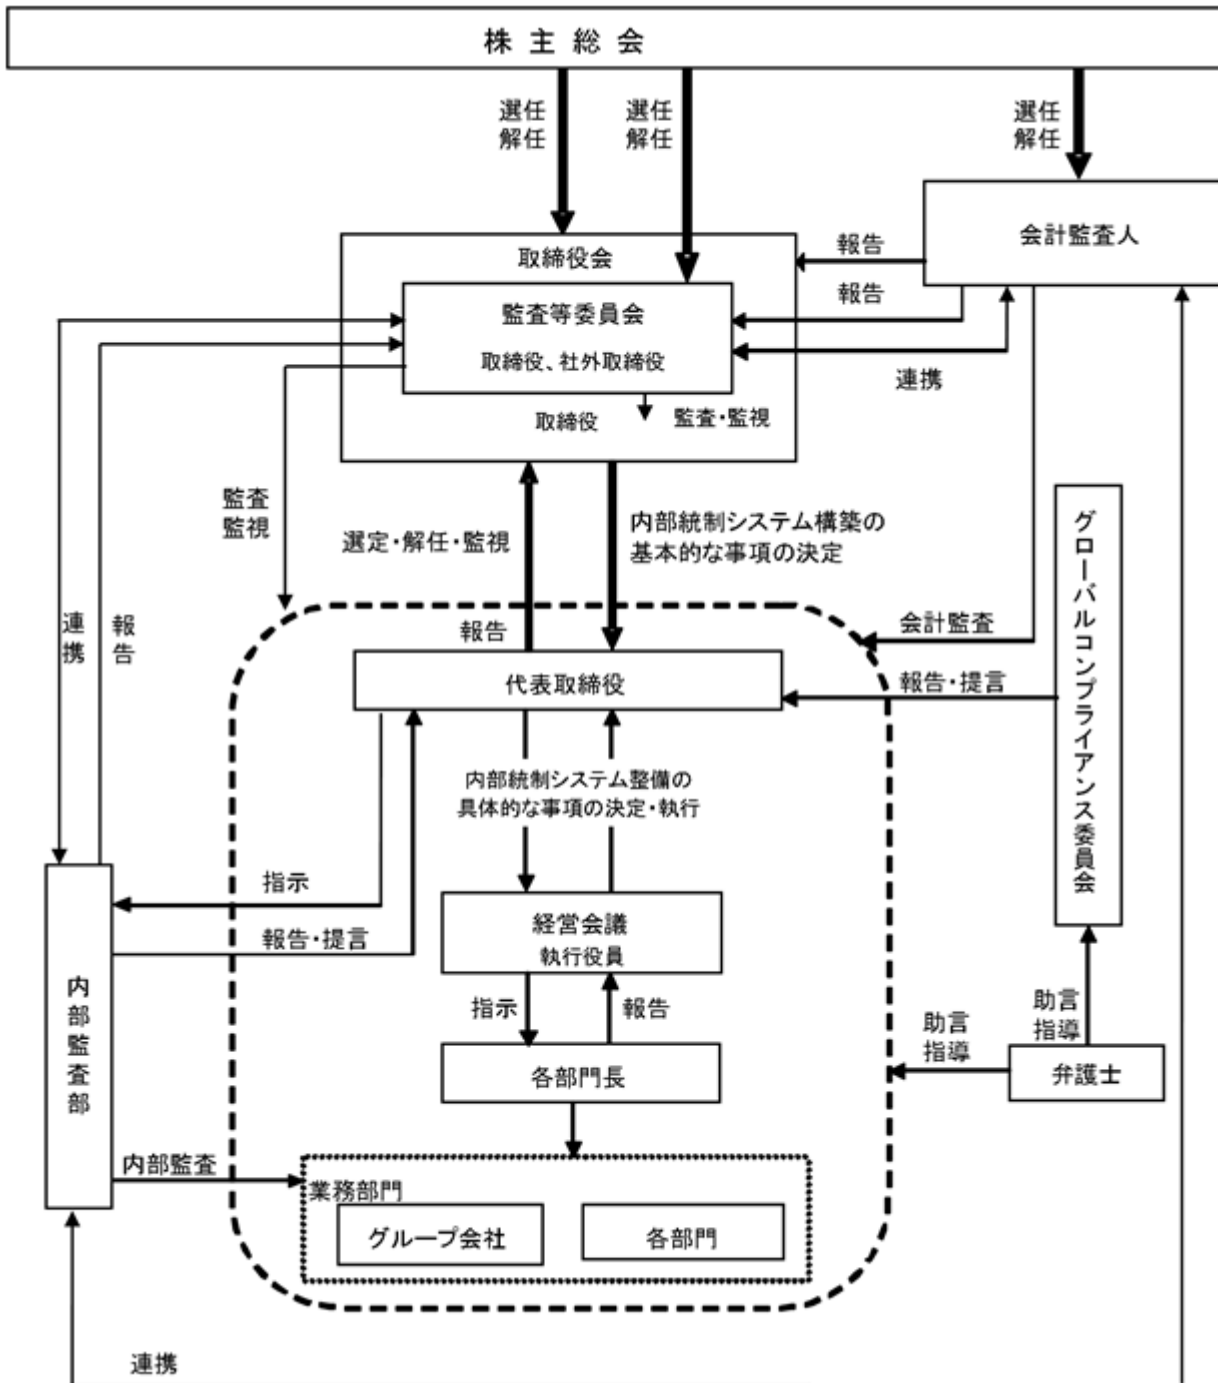 株主総会
選任
解任
選任
解任
選任
解任
会計監査人
取締役会
報告
監査等委員会
報告
取締役、社外取締役
連携
取締役
監査・監視
監査
監視
選定・解任・監視
内部統制システム構築の
基本的な事項の決定
グローバルコンプライアンス委員会
連携
報告
報告
会計監査
代表取締役
報告・提言
内部統制システム整備の
具体的な事項の決定・執行
指示
経営会議
執行役員
報告・提言
内部監査部
指示
報告
助言
指導
助言
指導
各部門長
弁護士
内部監査
業務部門
グループ会社
各部門
連携